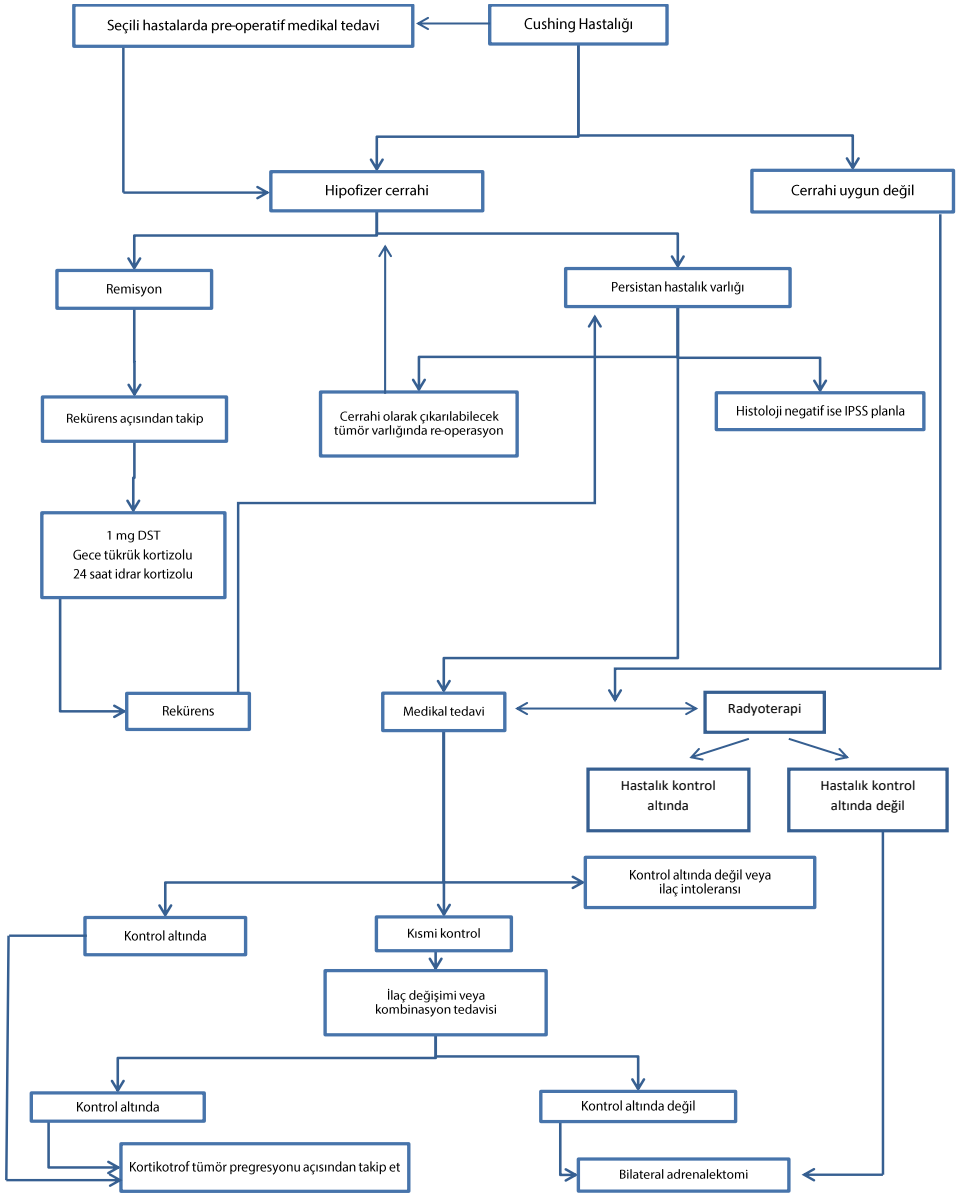 Seçili hastalarda pre-operatif medikal tedavi
Cushing Hastalığı
Hipofizer cerrahi
Cerrahi uygun değil
Remisyon
Persistan hastalık varlığı
Rekürens açısından takip
Cerrahi olarak çıkarılabilecek
tümör varlığında re-operasyon
Histoloji negatif ise IPSS planla
1 mg DST
Gece tükrük kortizolu
24 saat idrar kortizolu
Rekürens
Medikal tedavi
Radyoterapi
Hastalık kontrol
altında
Hastalık kontrol
altında değil
Kontrol altında değil veya
ilaç intoleransı
Kontrol altında
Kısmi kontrol
İlaç değişimi veya
kombinasyon tedavisi
Kontrol altında
Kontrol altında değil
Kortikotrof tümör pregresyonu açısından takip et
Bilateral adrenalektomi